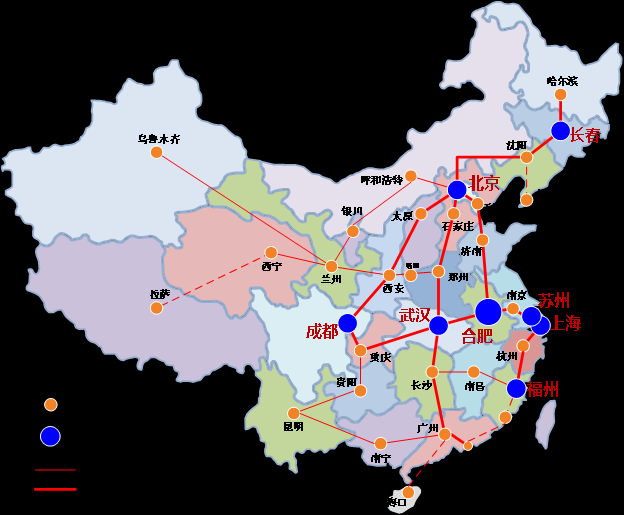 哈尔滨
长春
沈阳
乌鲁木齐
呼和浩特
北京
银川
太原
石家庄
济南
西宁
兰州
西安
郑州
拉萨
南京
苏州
武汉
上海
成都
合肥
杭州
重庆
贵阳
长沙
南昌
福州
昆明
广州
南宁
海口